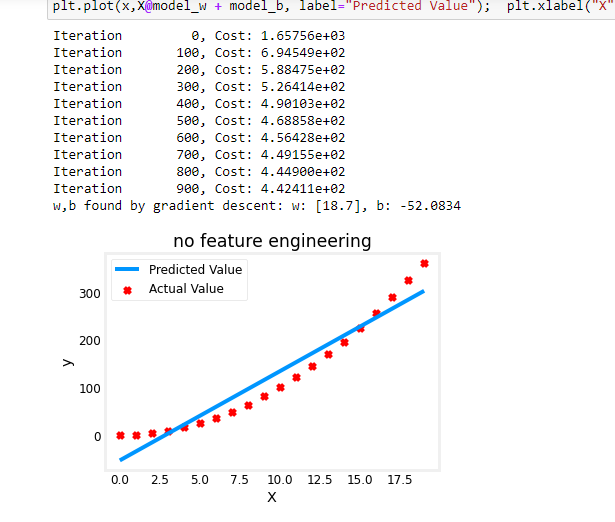 plt.plot(x,X@model_w + model_b, label="Predicted Value");  plt.xlabel("X"
Iteration         0, Cost: 1.65756e+03
Iteration       100, Cost: 6.94549e+02
Iteration       200, Cost: 5.88475e+02
Iteration       300, Cost: 5.26414e+02
Iteration       400, Cost: 4.90103e+02
Iteration       500, Cost: 4.68858e+02
Iteration       600, Cost: 4.56428e+02
Iteration       700, Cost: 4.49155e+02
Iteration       800, Cost: 4.44900e+02
Iteration       900, Cost: 4.42411e+02
w,b found by gradient descent: w: [18.7], b: -52.0834
no feature engineering
Predicted Value
Actual Value
300
200
100
0
y
0.0 2.5 5.0 7.5 10.0 12.5 15.0 17.5
X